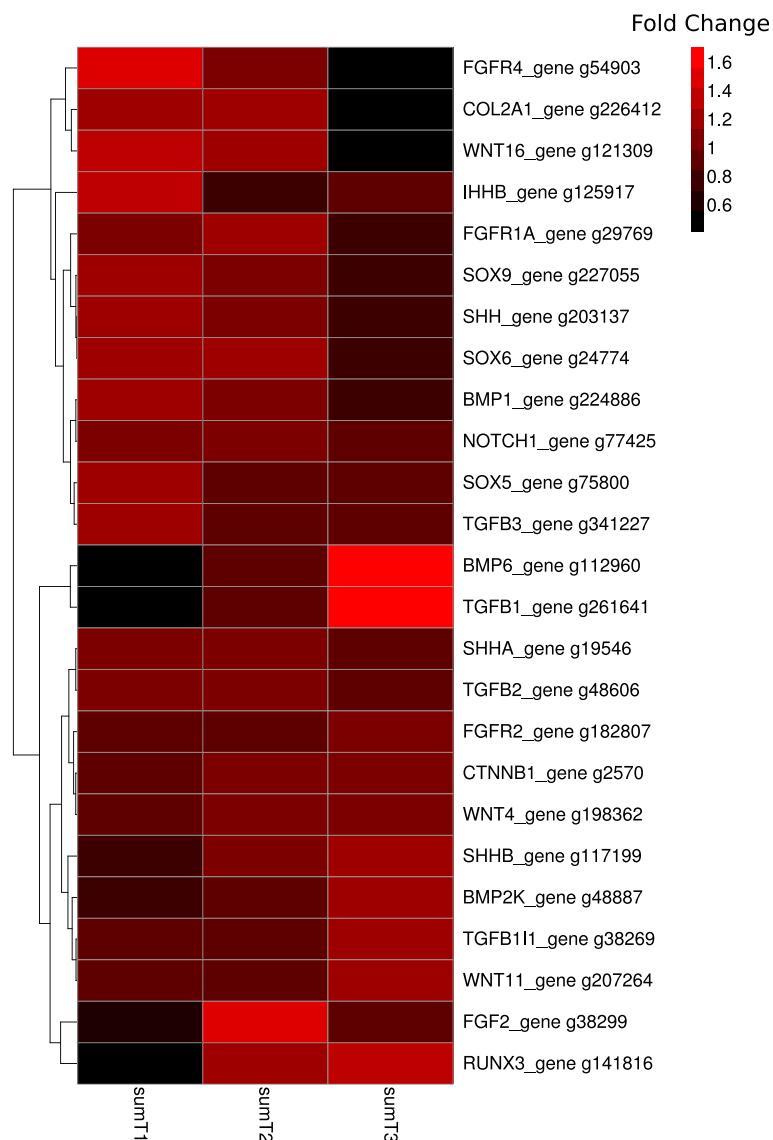 Fold Change
1.6
1.4
1.2
1
0.8
0.6
FGFR4_gene g54903
COL2A1_gene g226412
WNT16_gene g121309
IHHB_gene g125917
FGFR1A_gene g29769
SOX9_gene g227055
SHH_gene g203137
SOX6_gene g24774
BMP1_gene g224886
NOTCH1_gene g77425
SOX5_gene g75800
TGFB3_gene g341227
BMP6_gene g112960
TGFB1_gene g261641
SHHA_gene g19546
TGFB2_gene g48606
FGFR2_gene g182807
CTNNB1_gene g2570
WNT4_gene g198362
SHHB_gene g117199
BMP2K_gene g48887
TGFB1I1_gene g38269
WNT11_gene g207264
FGF2_gene g38299
RUNX3_gene g141816
sumT1
sumT2
sumT3